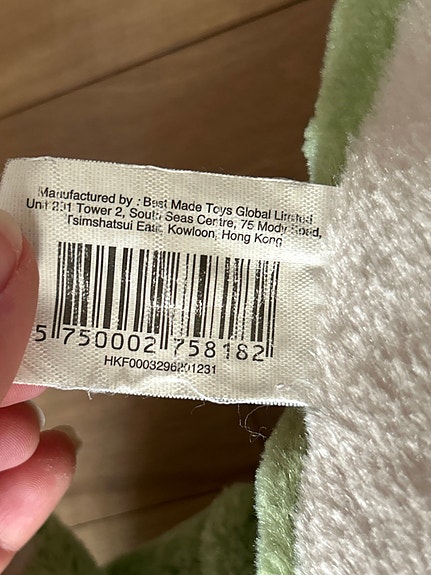 Manufactured by : Best Made Toys Global Limited
Unit 231 Tower 2, South Seas Centre, 75 Mody Road,
Tsimshatsui East, Kowloon, Hong Kong
5 750002 758182
HKF0003296201231